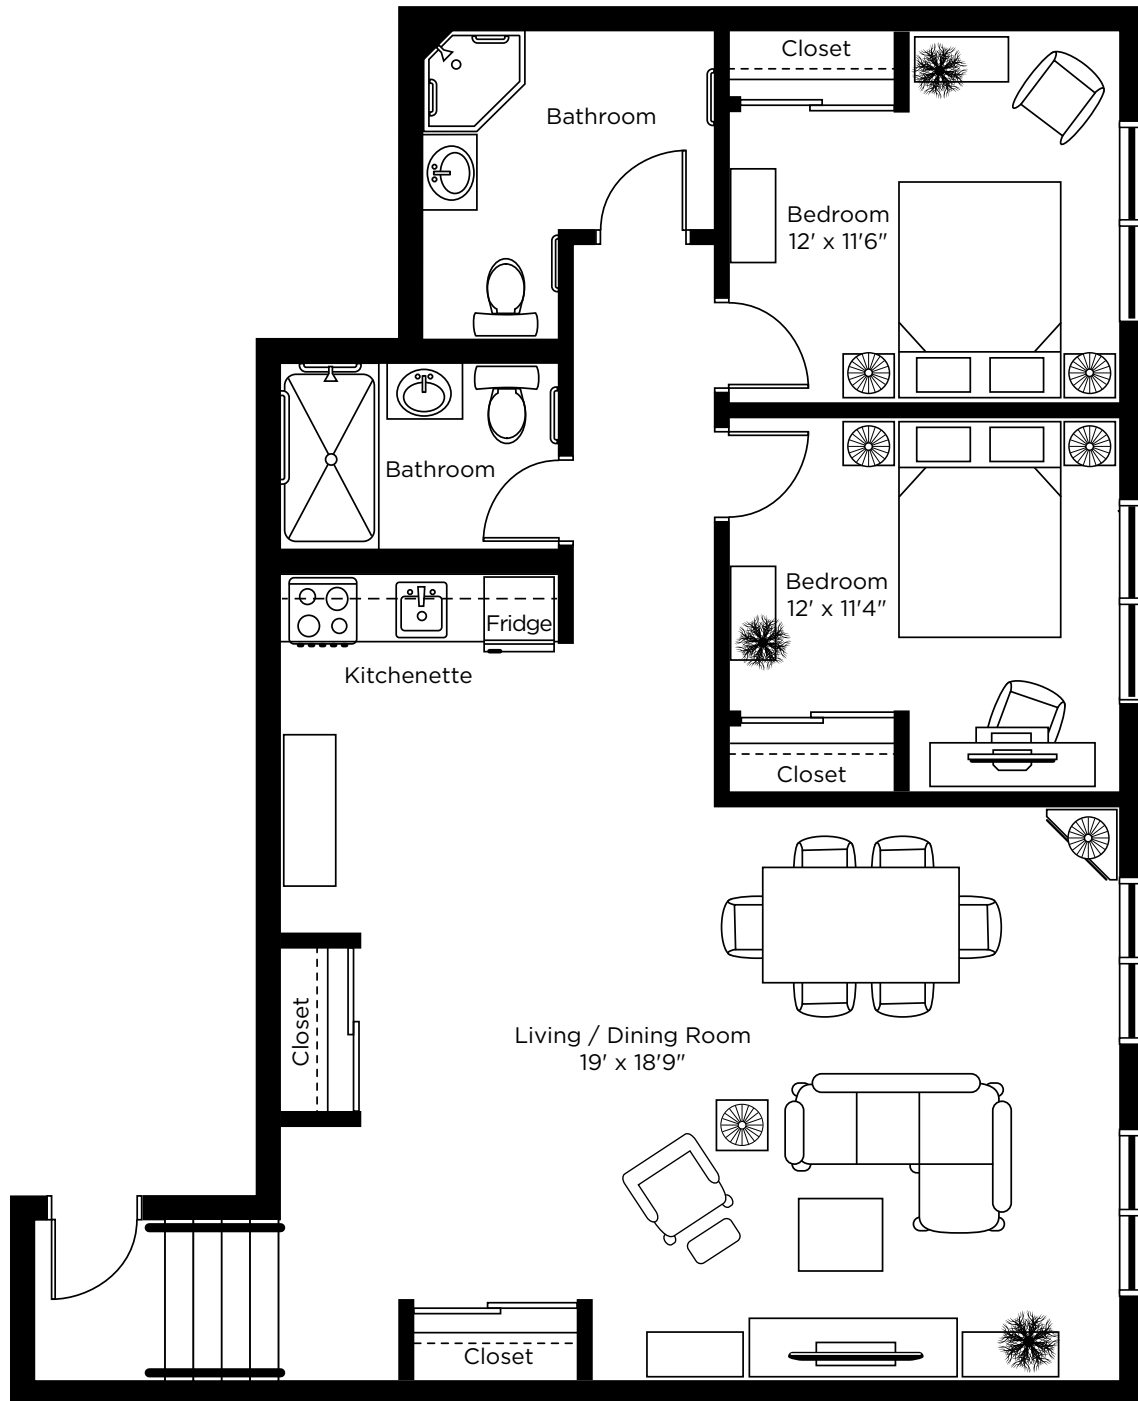 Closet
Bathroom
Bedroom
12' x 11'6"
Bathroom
Bedroom
12' x 11'4"
Fridge
Kitchenette
Closet
Closet
Living / Dining Room
19' x 18'9"
Closet